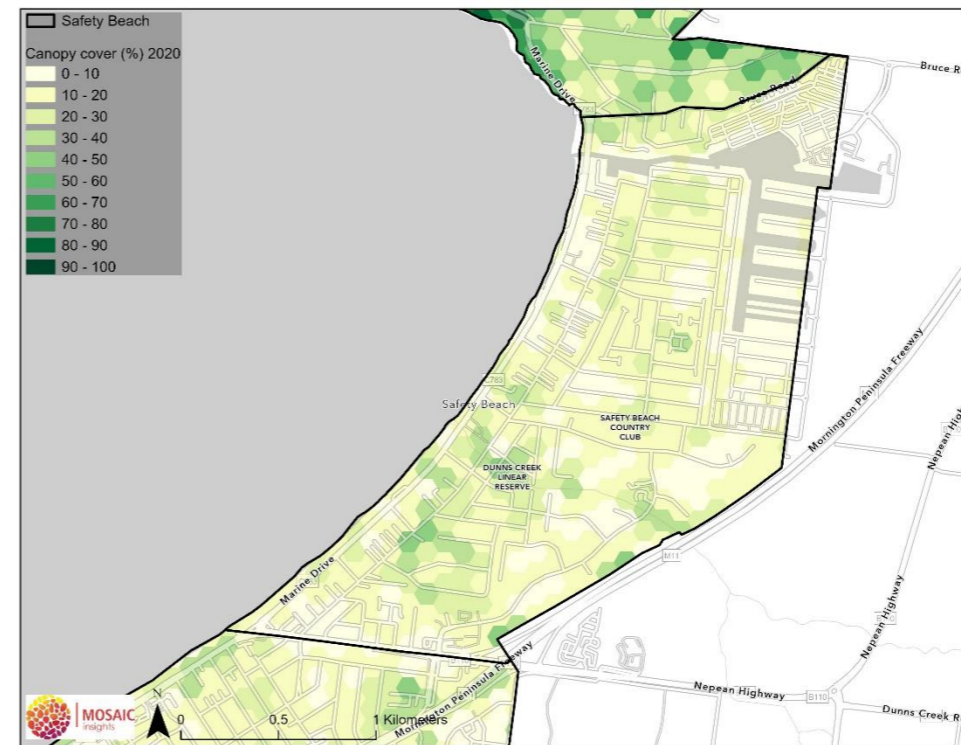 Safety Beach
Canopy cover (%) 2020
0 - 10
10 - 20
20 - 30
30 - 40
40 - 50
50 - 60
60 - 70
70 - 80
80 - 90
90 - 100
Marine Drive
Bruce Road
Bruce R
Mornington Peninsula Freeway
Nepean Hig
C783
Safety Beach
SAFETY BEACH
COUNTRY
CLUB
DUNNS CREEK
LINEAR
RESERVE
M11
Marine Drive
Nepean Highway
Mornington Peninsula Freeway
Nepean Highway
B110
Dunns Creek R
MOSAIC
insights
N
0 0.5 1 Kilometers